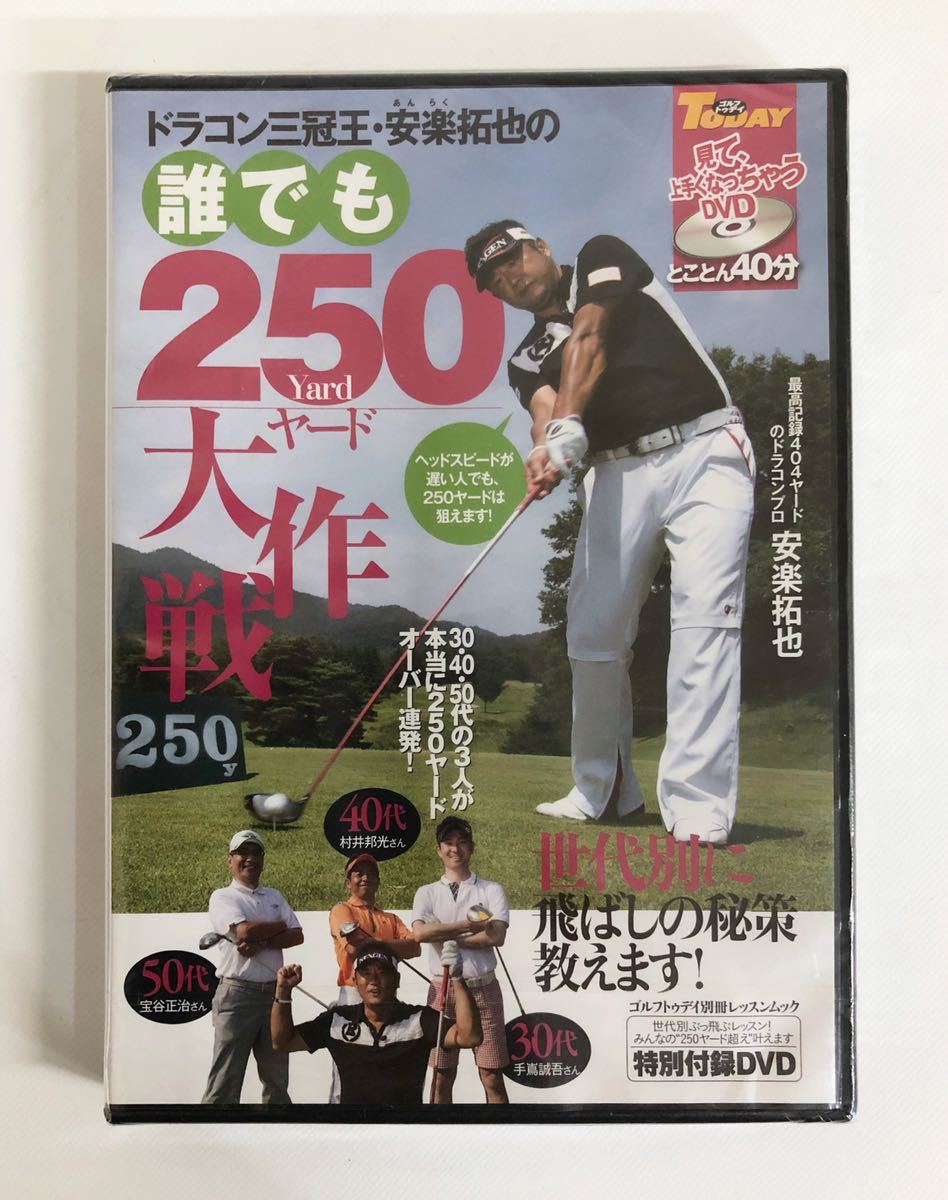 ドラコン三冠王・安楽拓也の
あんらく
誰でも
250
Yard
ヤード
大作戦
ゴルフ
トゥデイ
TODAY
見て、
上手くなっちゃう
DVD
とことん40分
ヘッドスピードが
遅い人でも、
250ヤードは
狙えます!
最高記録404ヤード
のドラコンプロ
安楽拓也
30・40・50代の3人が
本当に250ヤード
オーバー連発!
250y
40代
村井邦光さん
50代
宝谷正治さん
30代
手嶌誠吾さん
世代別に
飛ばしの秘策
教えます!
ゴルフトゥデイ別冊レッスンムック
世代別ぶっ飛ぶレッスン!
みんなの"250ヤード超え"叶えます
特別付録DVD